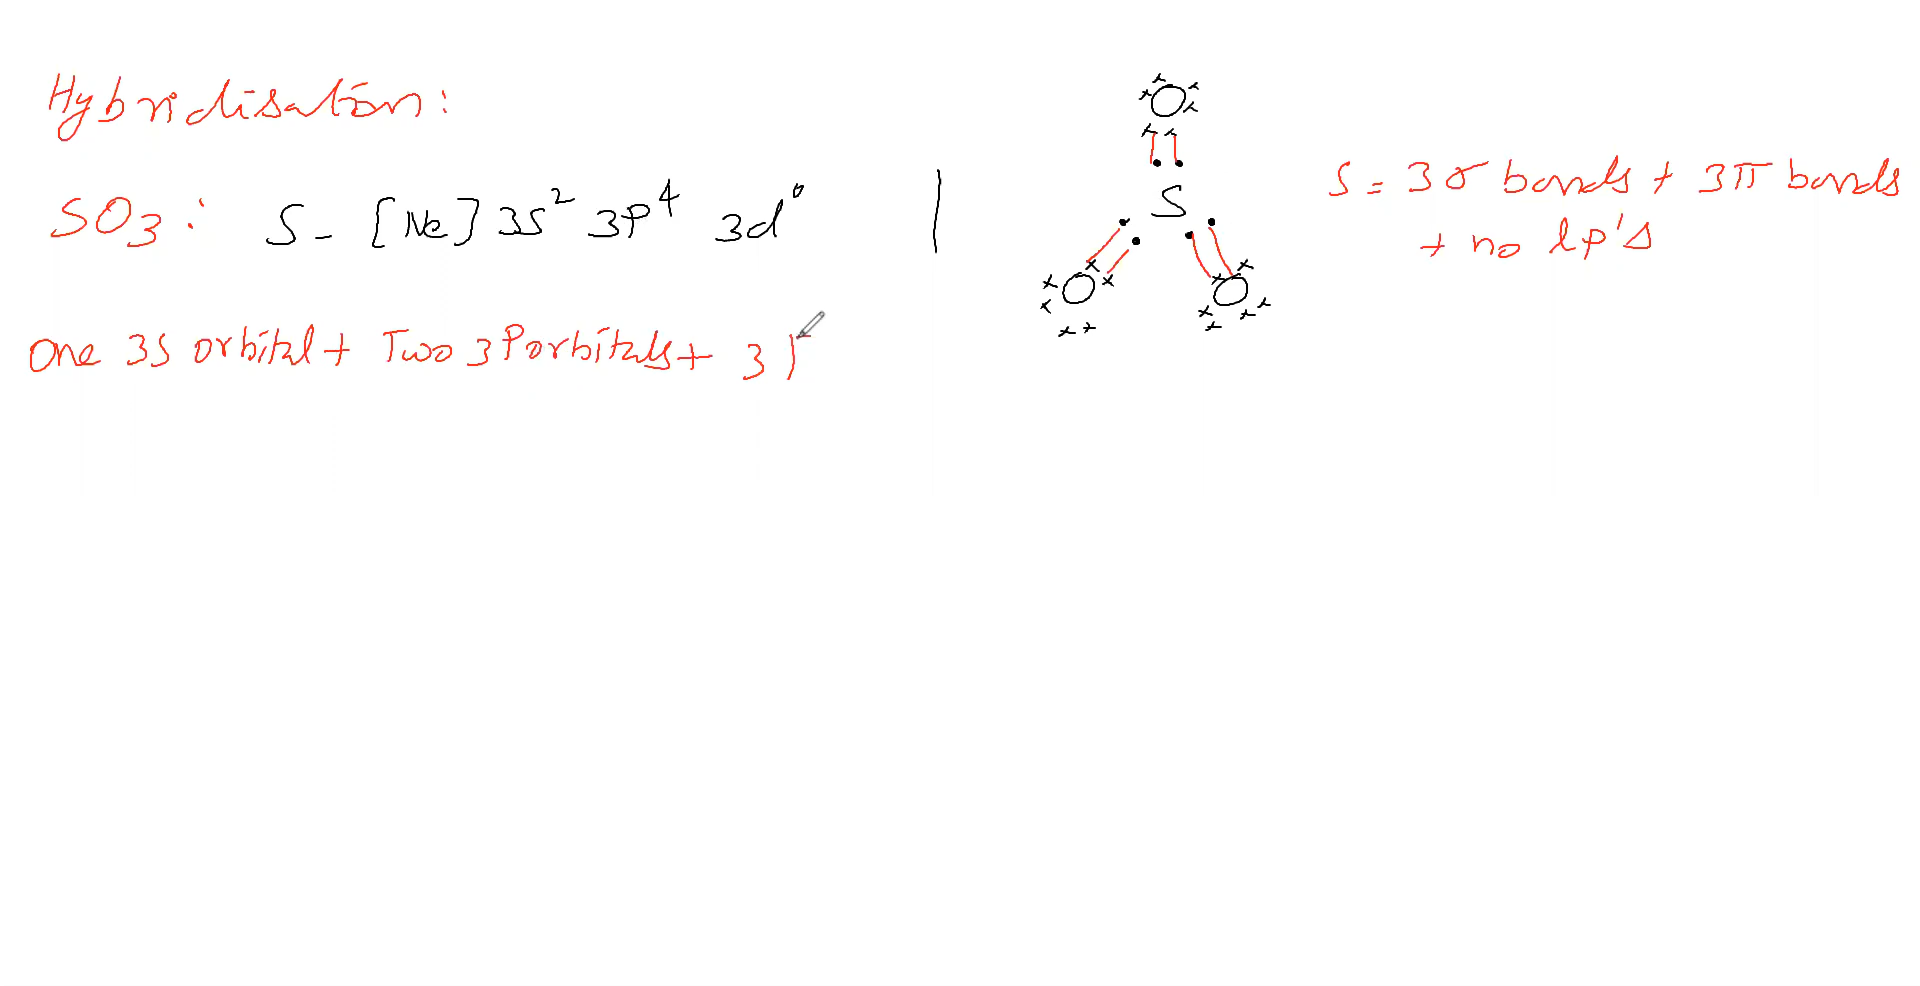 Hybridisation:
SO3: S - [Ne] 3s² 3p⁴ 3d⁰
One 3s orbital + Two 3p orbitals + 3
O
S
O O
S = 3σ bonds + 3π bonds
+ no lp's